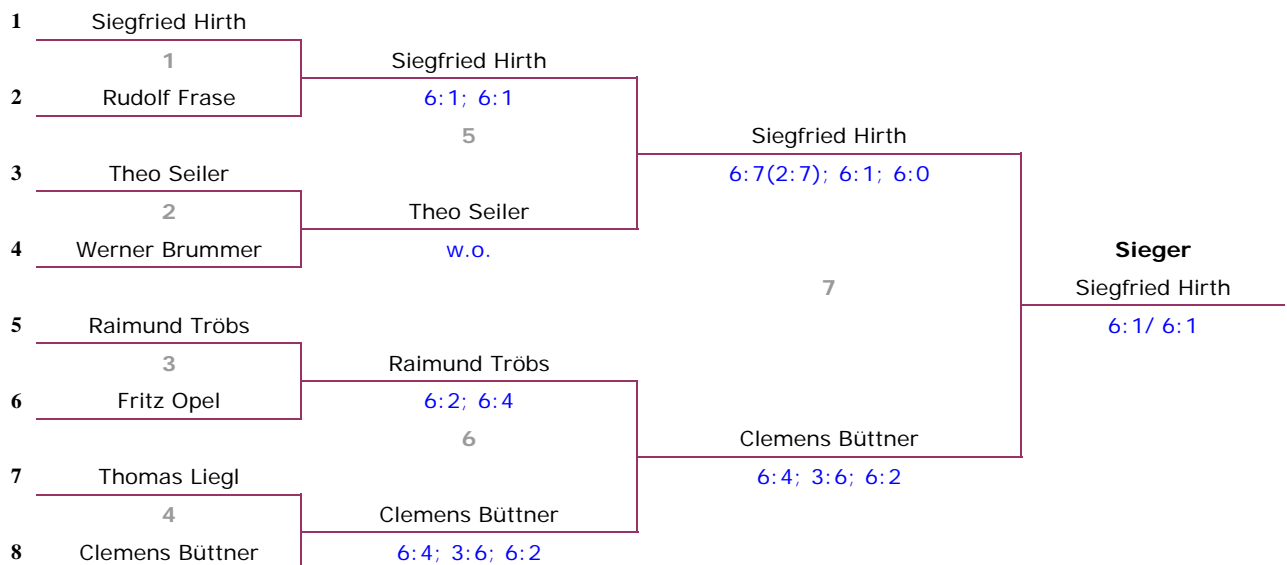 1 Siegfried Hirth
1 Siegfried Hirth
2 Rudolf Frase 6:1; 6:1
5 Siegfried Hirth
3 Theo Seiler 6:7(2:7); 6:1; 6:0
2 Theo Seiler
4 Werner Brummer w.o. Sieger
7 Siegfried Hirth
5 Raimund Tröbs 6:1/ 6:1
3 Raimund Tröbs
6 Fritz Opel 6:2; 6:4
6 Clemens Büttner
7 Thomas Liegl 6:4; 3:6; 6:2
4 Clemens Büttner
8 Clemens Büttner 6:4; 3:6; 6:2